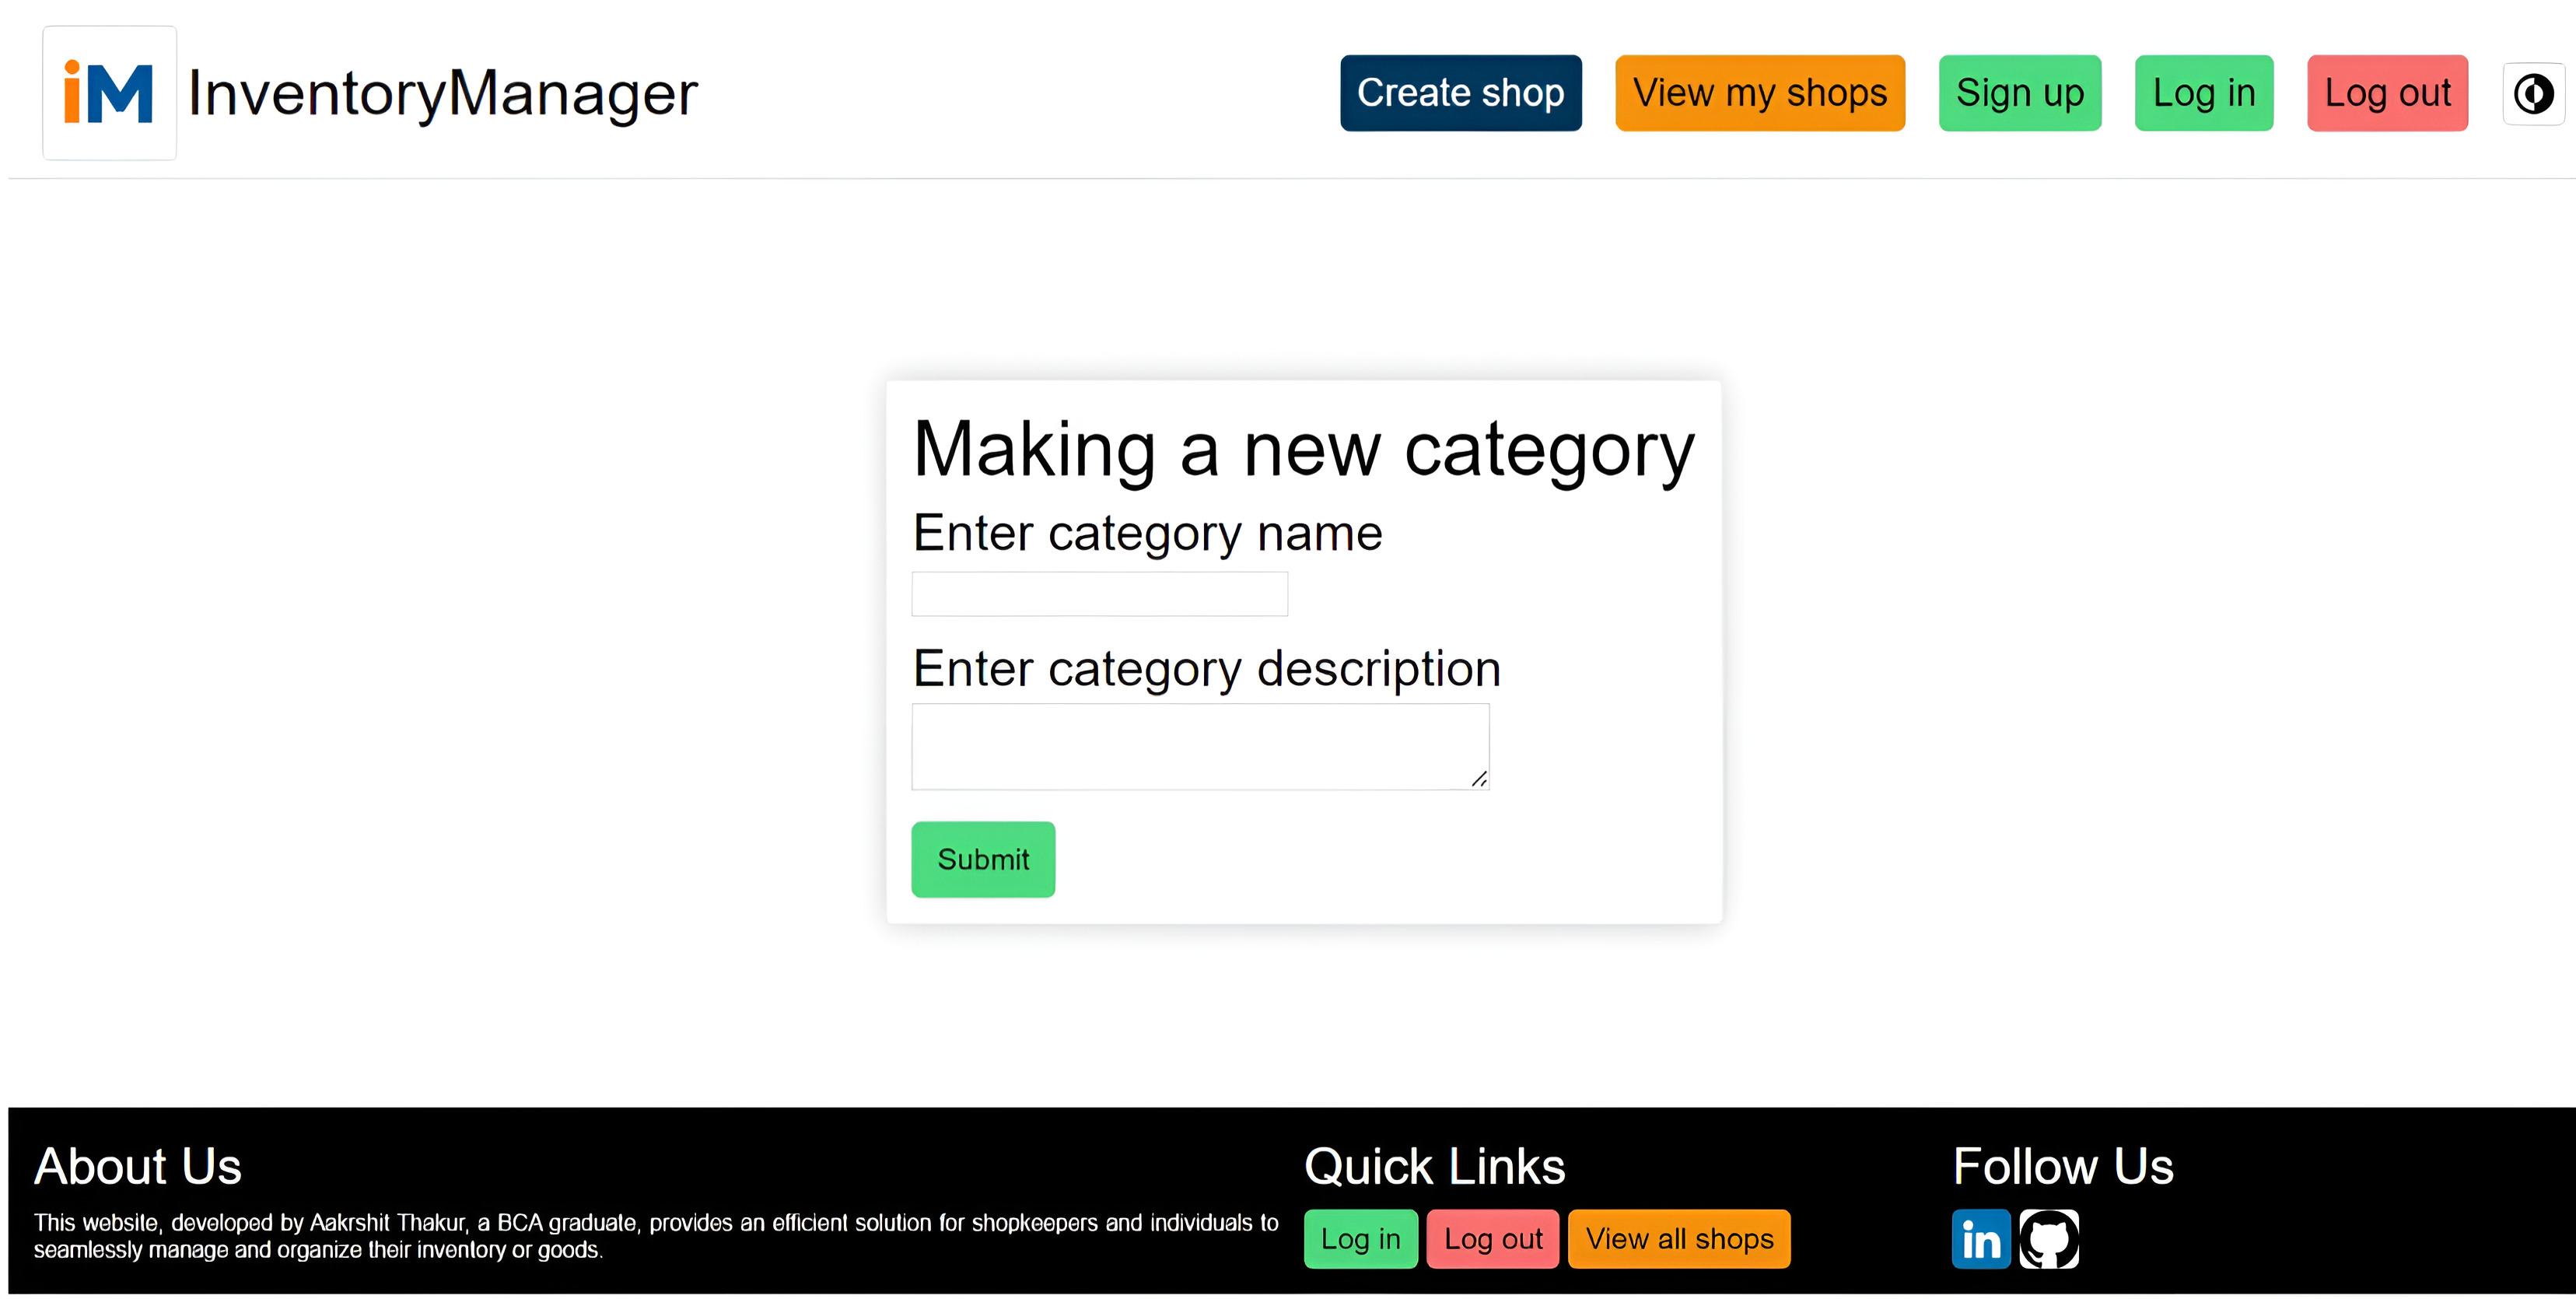 iM InventoryManager Create shop View my shops Sign up Log in Log out
Making a new category
Enter category name
Enter category description
Submit
About Us
This website, developed by Aakrshit Thakur, a BCA graduate, provides an efficient solution for shopkeepers and individuals to
seamlessly manage and organize their inventory or goods.
Quick Links
Log in Log out View all shops
Follow Us
in